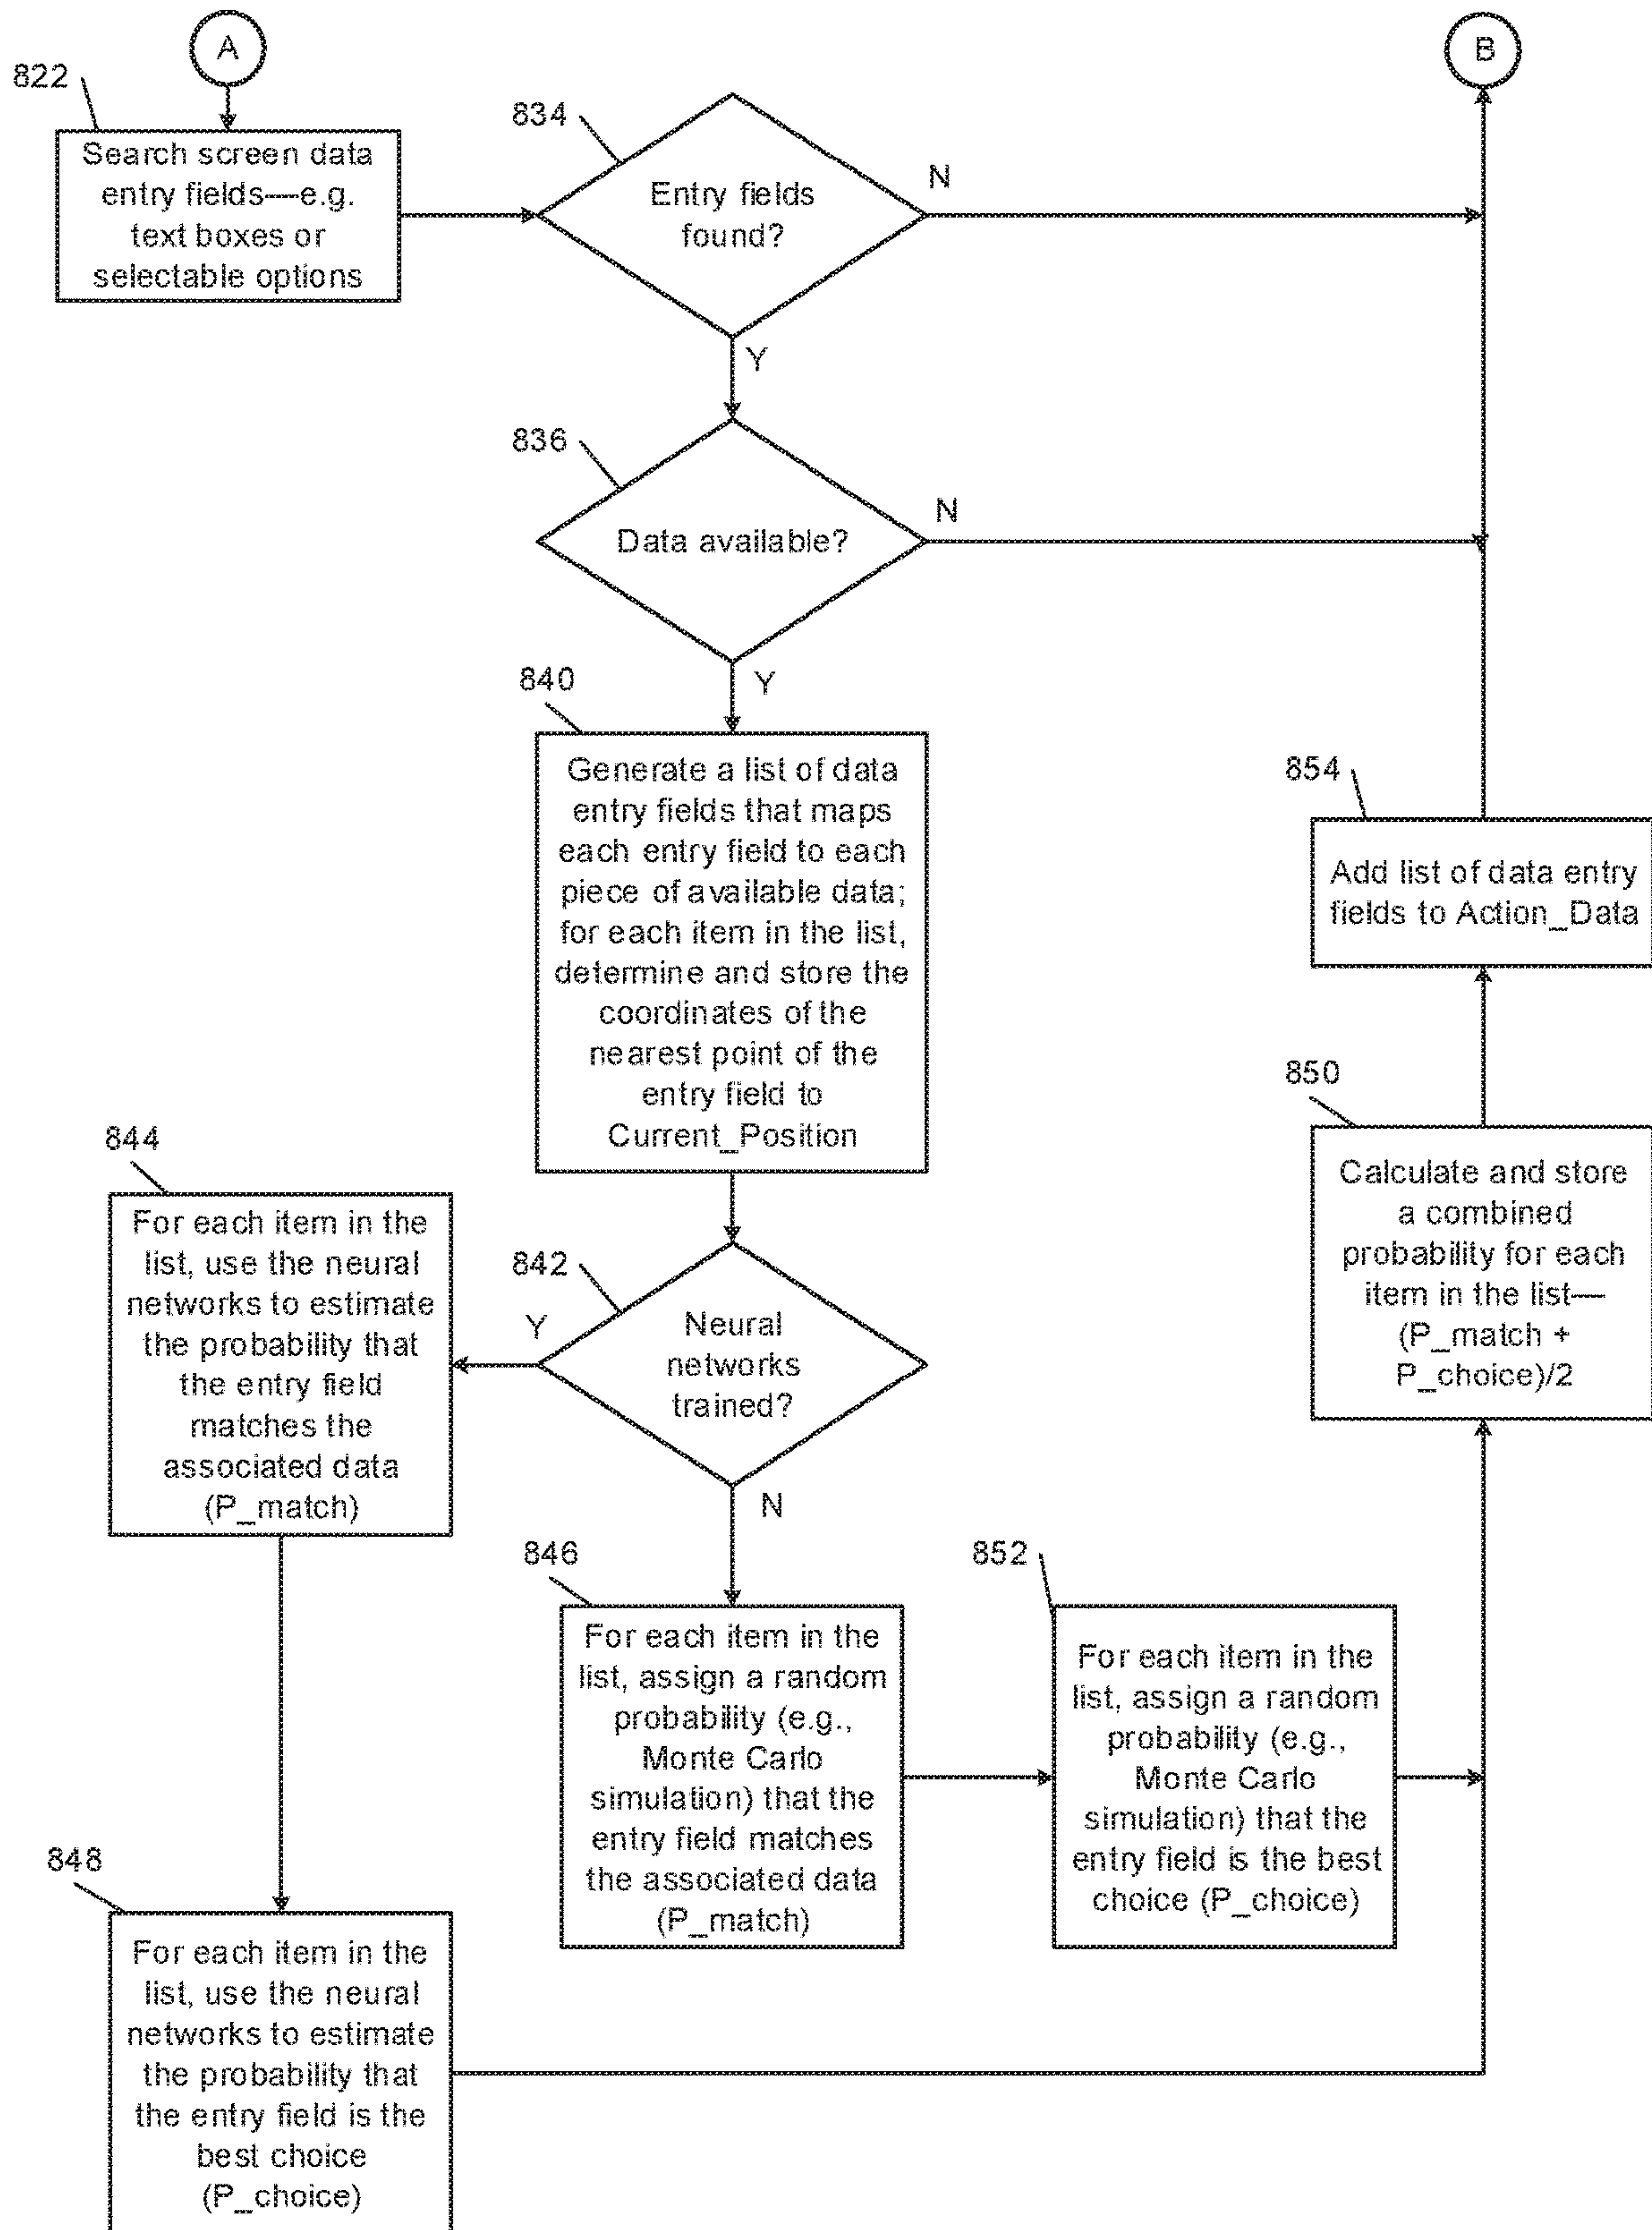 A
B
822
Search screen data
entry fields—e.g.
text boxes or
selectable options
834
Entry fields
found?
N
Y
836
Data available?
N
Y
840
Generate a list of data
entry fields that maps
each entry field to each
piece of available data;
for each item in the list,
determine and store the
coordinates of the
nearest point of the
entry field to
Current_Position
854
Add list of data entry
fields to Action_Data
850
Calculate and store
a combined
probability for each
item in the list—
(P_match +
P_choice)/2
844
For each item in the
list, use the neural
networks to estimate
the probability that
the entry field
matches the
associated data
(P_match)
842
Y
Neural
networks
trained?
N
846
For each item in the
list, assign a random
probability (e.g.,
Monte Carlo
simulation) that the
entry field matches
the associated data
(P_match)
852
For each item in the
list, assign a random
probability (e.g.,
Monte Carlo
simulation) that the
entry field is the best
choice (P_choice)
848
For each item in the
list, use the neural
networks to estimate
the probability that
the entry field is the
best choice
(P_choice)